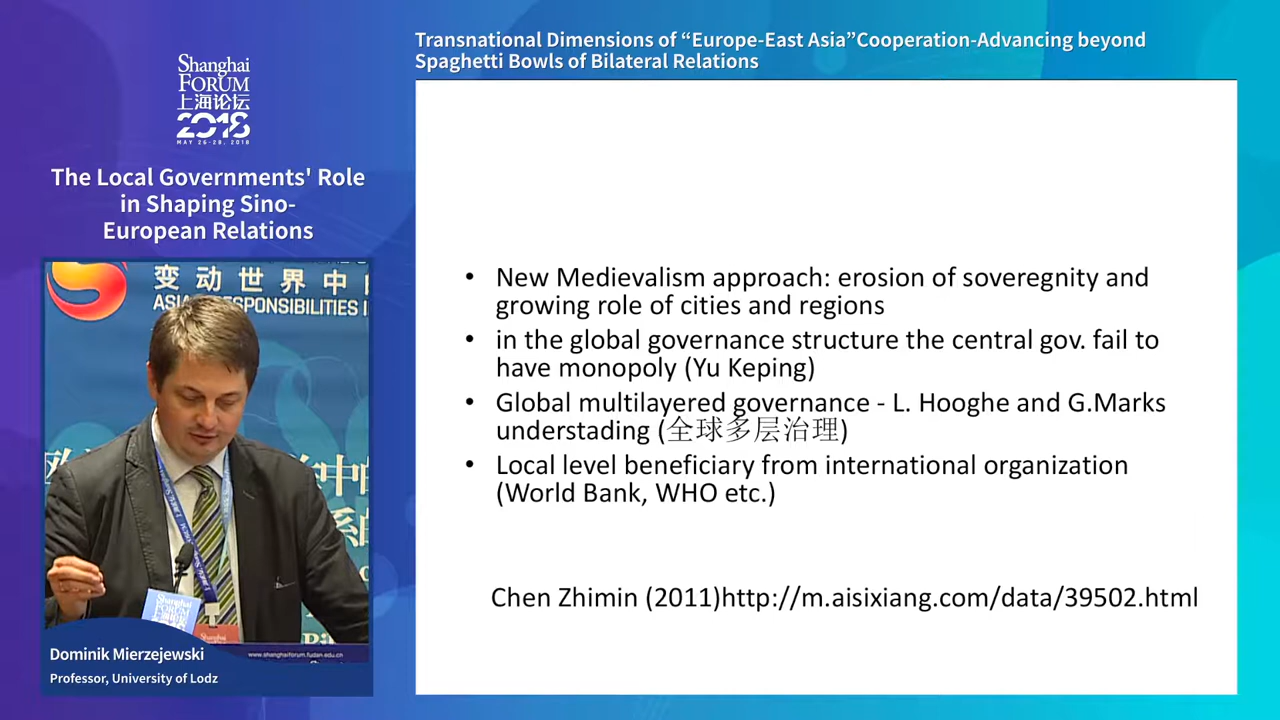 Shanghai
FORUM
上海论坛
2018
MAY 26-28, 2018
The Local Governments' Role
in Shaping Sino-
European Relations
变动世界中
ASIA
RESPONSIBILITIES I
Shanghai
FORUM
www.shanghaiforum.fudan.edu.cn
Dominik Mierzejewski
Professor, University of Lodz
Transnational Dimensions of “Europe-East Asia”Cooperation-Advancing beyond
Spaghetti Bowls of Bilateral Relations
• New Medievalism approach: erosion of soveregnity and
growing role of cities and regions
• in the global governance structure the central gov. fail to
have monopoly (Yu Keping)
• Global multilayered governance - L. Hooghe and G.Marks
understading (全球多层治理)
• Local level beneficiary from international organization
(World Bank, WHO etc.)
Chen Zhimin (2011)http://m.aisixiang.com/data/39502.html